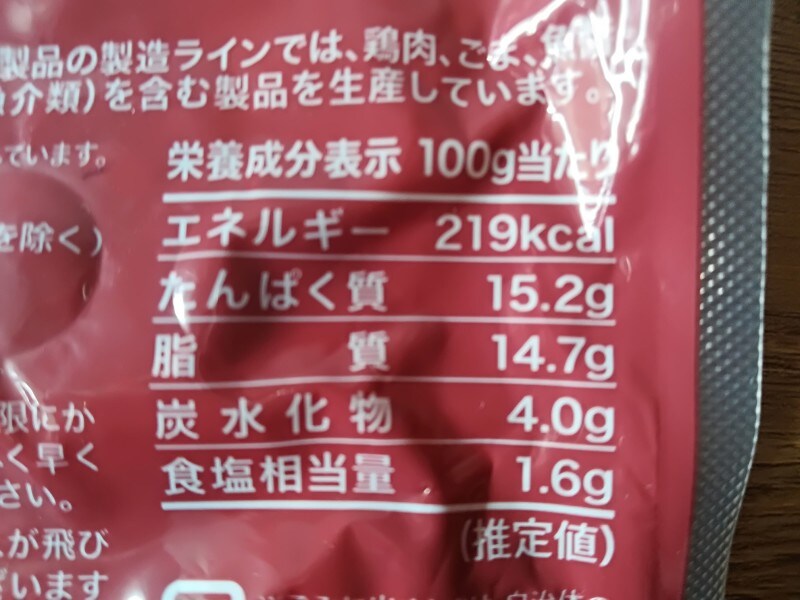 製品の製造ラインでは、鶏肉、ごま、魚
介類)を含む製品を生産しています。
しています。
栄養成分表示 100g当たり
を除く)
エネルギー 219kcal
たんぱく質 15.2g
脂質 14.7g
限にか
炭水化物 4.0g
く早く
食塩相当量 1.6g
さい。
(推定値)
が飛び
ざいます